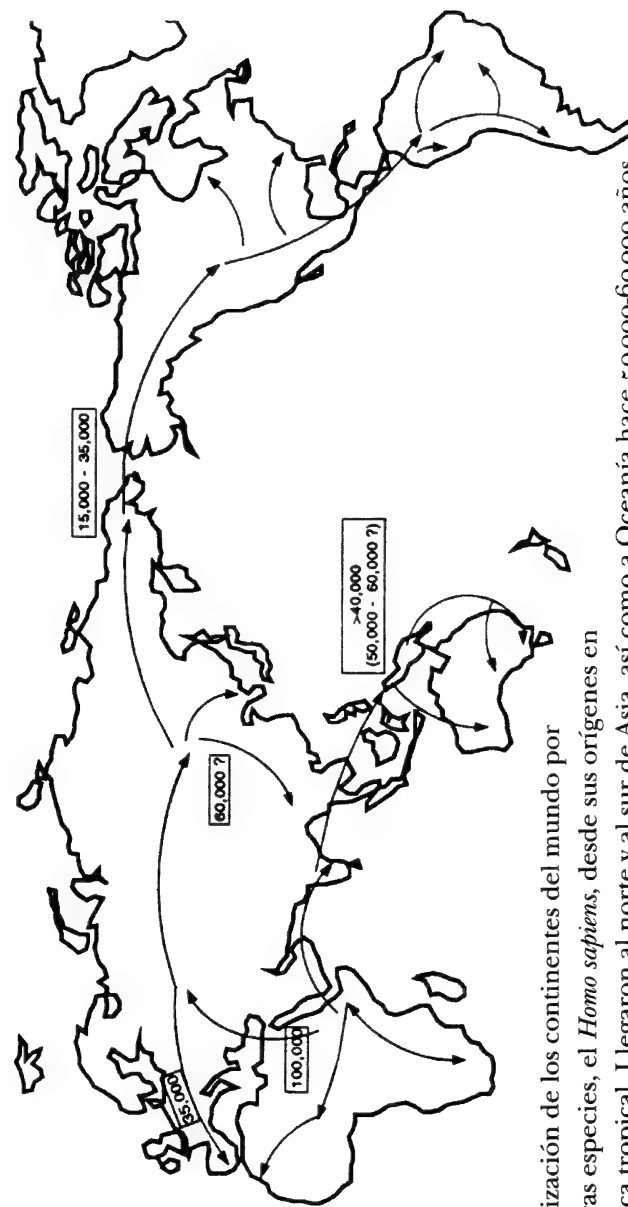 15,000 - 35,000
>40,000
(50,000 - 60,000 ?)
60,000 ?
35,000
100,000
ización de los continentes del mundo por
as especies, el Homo sapiens, desde sus orígenes en
ca tropical. Llegaron al norte y al sur de Asia, así como a Oceanía hace 50,000-60,000 años